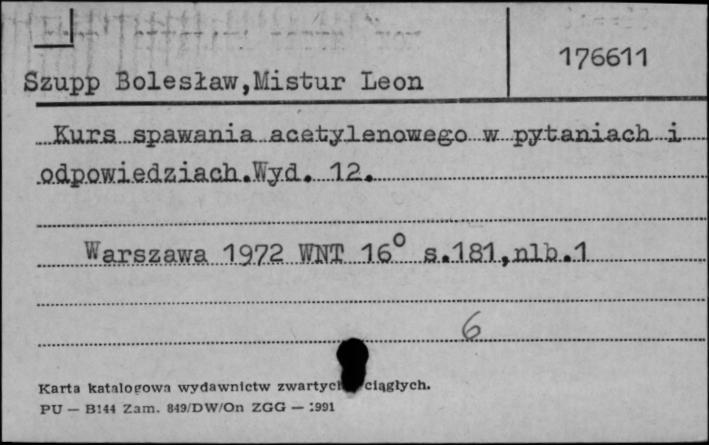 176611
Szupp Bolesław,Mistur Leon
Kurs spawania acetylenowego w pytaniach i
odpowiedziach.Wyd. 12.
Warszawa 1972 WNT 16° s.181,nlb.1
6
Karta katalogowa wydawnictw zwartych ciągłych.
PU — B144 Zam. 849/DW/On ZGG — 1991